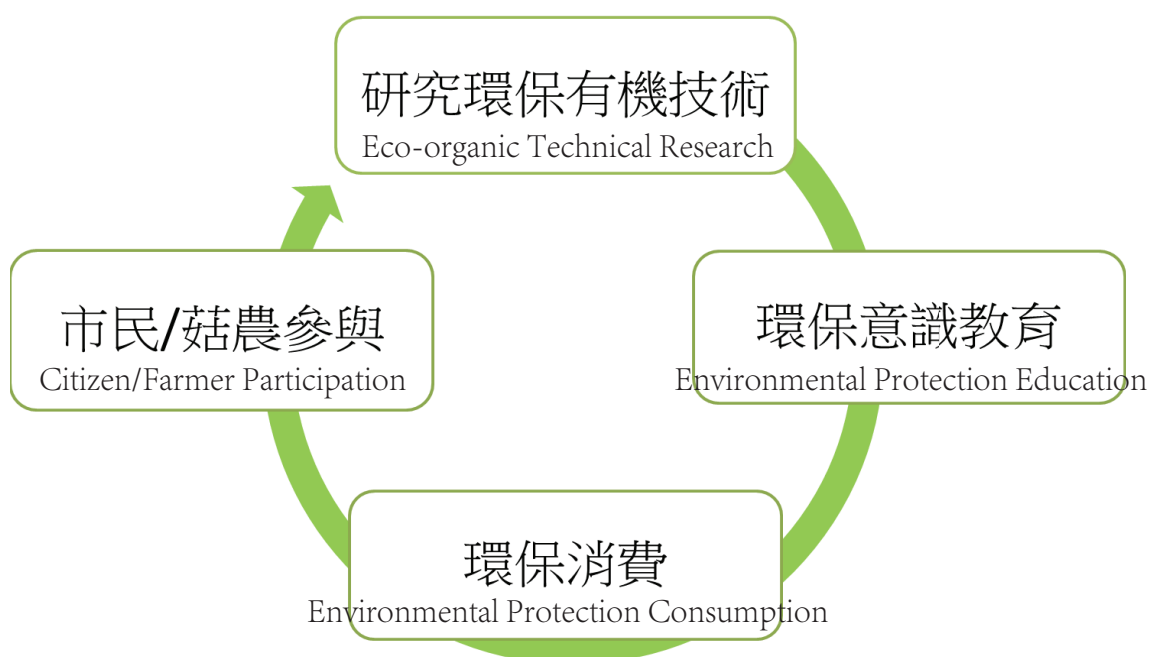 研究環保有機技術
Eco-organic Technical Research
市民/菇農參與
Citizen/Farmer Participation
環保意識教育
Environmental Protection Education
環保消費
Environmental Protection Consumption